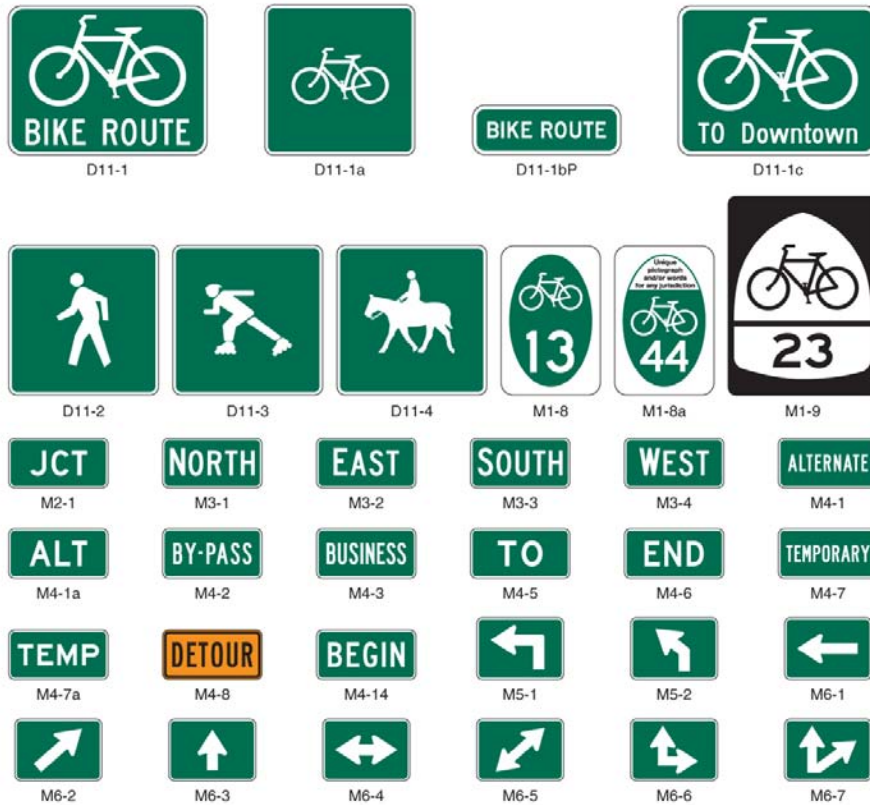 BIKE ROUTE
BIKE ROUTE
TO Downtown
D11-1
D11-1a
D11-1bP
D11-1c
Unique
pictograph
and/or words
for any jurisdiction
13
44
23
D11-2
D11-3
D11-4
M1-8
M1-8a
M1-9
JCT
NORTH
EAST
SOUTH
WEST
ALTERNATE
M2-1
M3-1
M3-2
M3-3
M3-4
M4-1
ALT
BY-PASS
BUSINESS
TO
END
TEMPORARY
M4-1a
M4-2
M4-3
M4-5
M4-6
M4-7
TEMP
DETOUR
BEGIN
M4-7a
M4-8
M4-14
M5-1
M5-2
M6-1
M6-2
M6-3
M6-4
M6-5
M6-6
M6-7